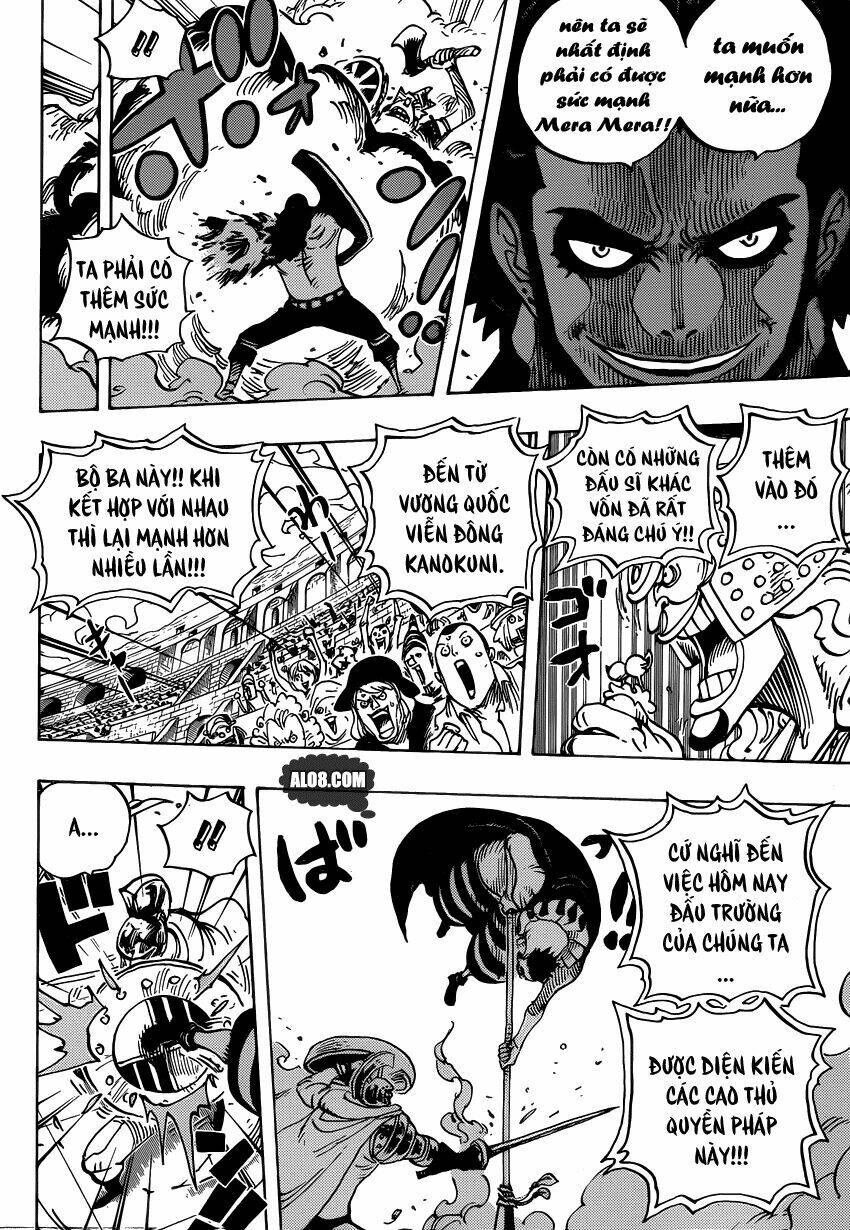 ta muốn
mạnh hơn
nữa...
nên ta sẽ
nhất định
phải có được
sức mạnh
Mera Mera!!
!!
TA PHẢI CÓ
THÊM SỨC
MẠNH!!!
THÊM
VÀO ĐÓ
...
CÒN CÓ NHỮNG
ĐẤU SĨ KHÁC
VỐN ĐÃ RẤT
ĐÁNG CHÚ Ý!!
ゴオ
ĐẾN TỪ
VƯƠNG QUỐC
VIỄN ĐÔNG
KANOKUNI.
BỘ BA NÀY!! KHI
KẾT HỢP VỚI NHAU
THÌ LẠI MẠNH HƠN
NHIỀU LẦN!!!
CỨ NGHĨ ĐẾN
VIỆC HÔM NAY
ĐẤU TRƯỜNG
CỦA CHÚNG TA
...
ĐƯỢC DIỆN KIẾN
CÁC CAO THỦ
QUYỀN PHÁP
NÀY!!!
ば
ALO8.COM
!!
A...